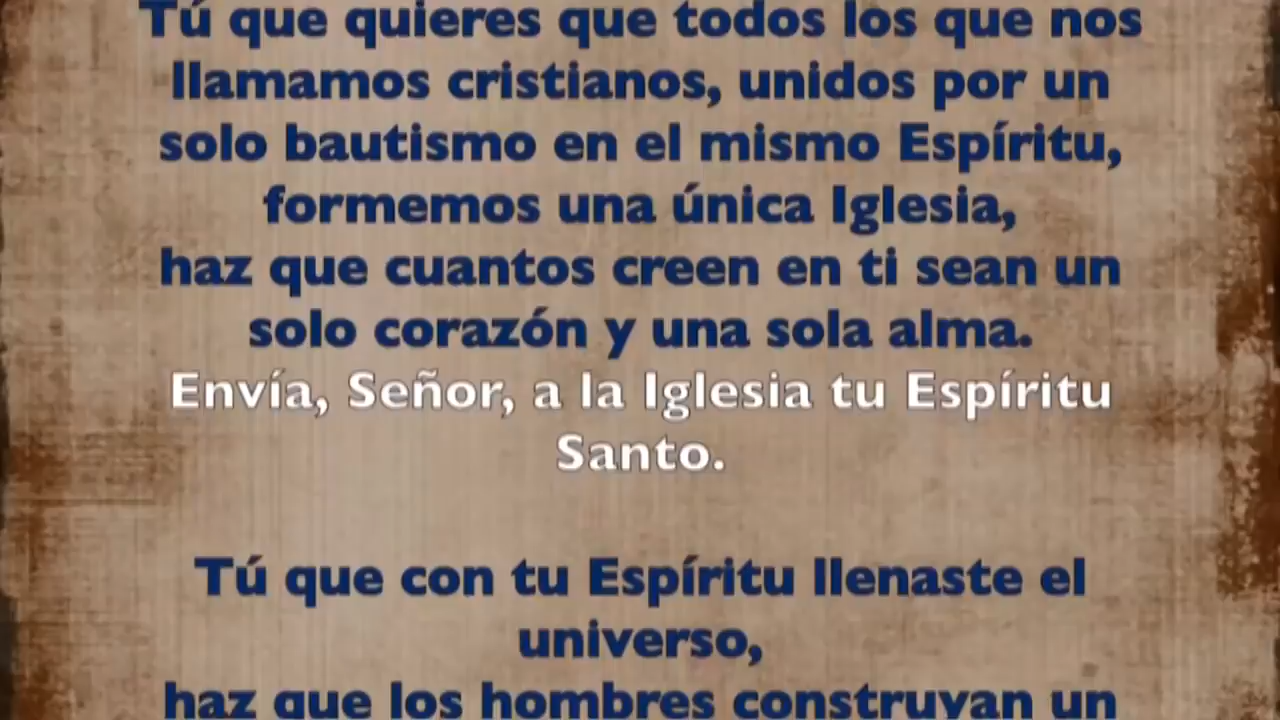 Tú que quieres que todos los que nos
llamamos cristianos, unidos por un
solo bautismo en el mismo Espíritu,
formemos una única Iglesia,
haz que cuantos creen en ti sean un
solo corazón y una sola alma.
Envía, Señor, a la Iglesia tu Espíritu
Santo.
Tú que con tu Espíritu llenaste el
universo,
haz que los hombres construyan un